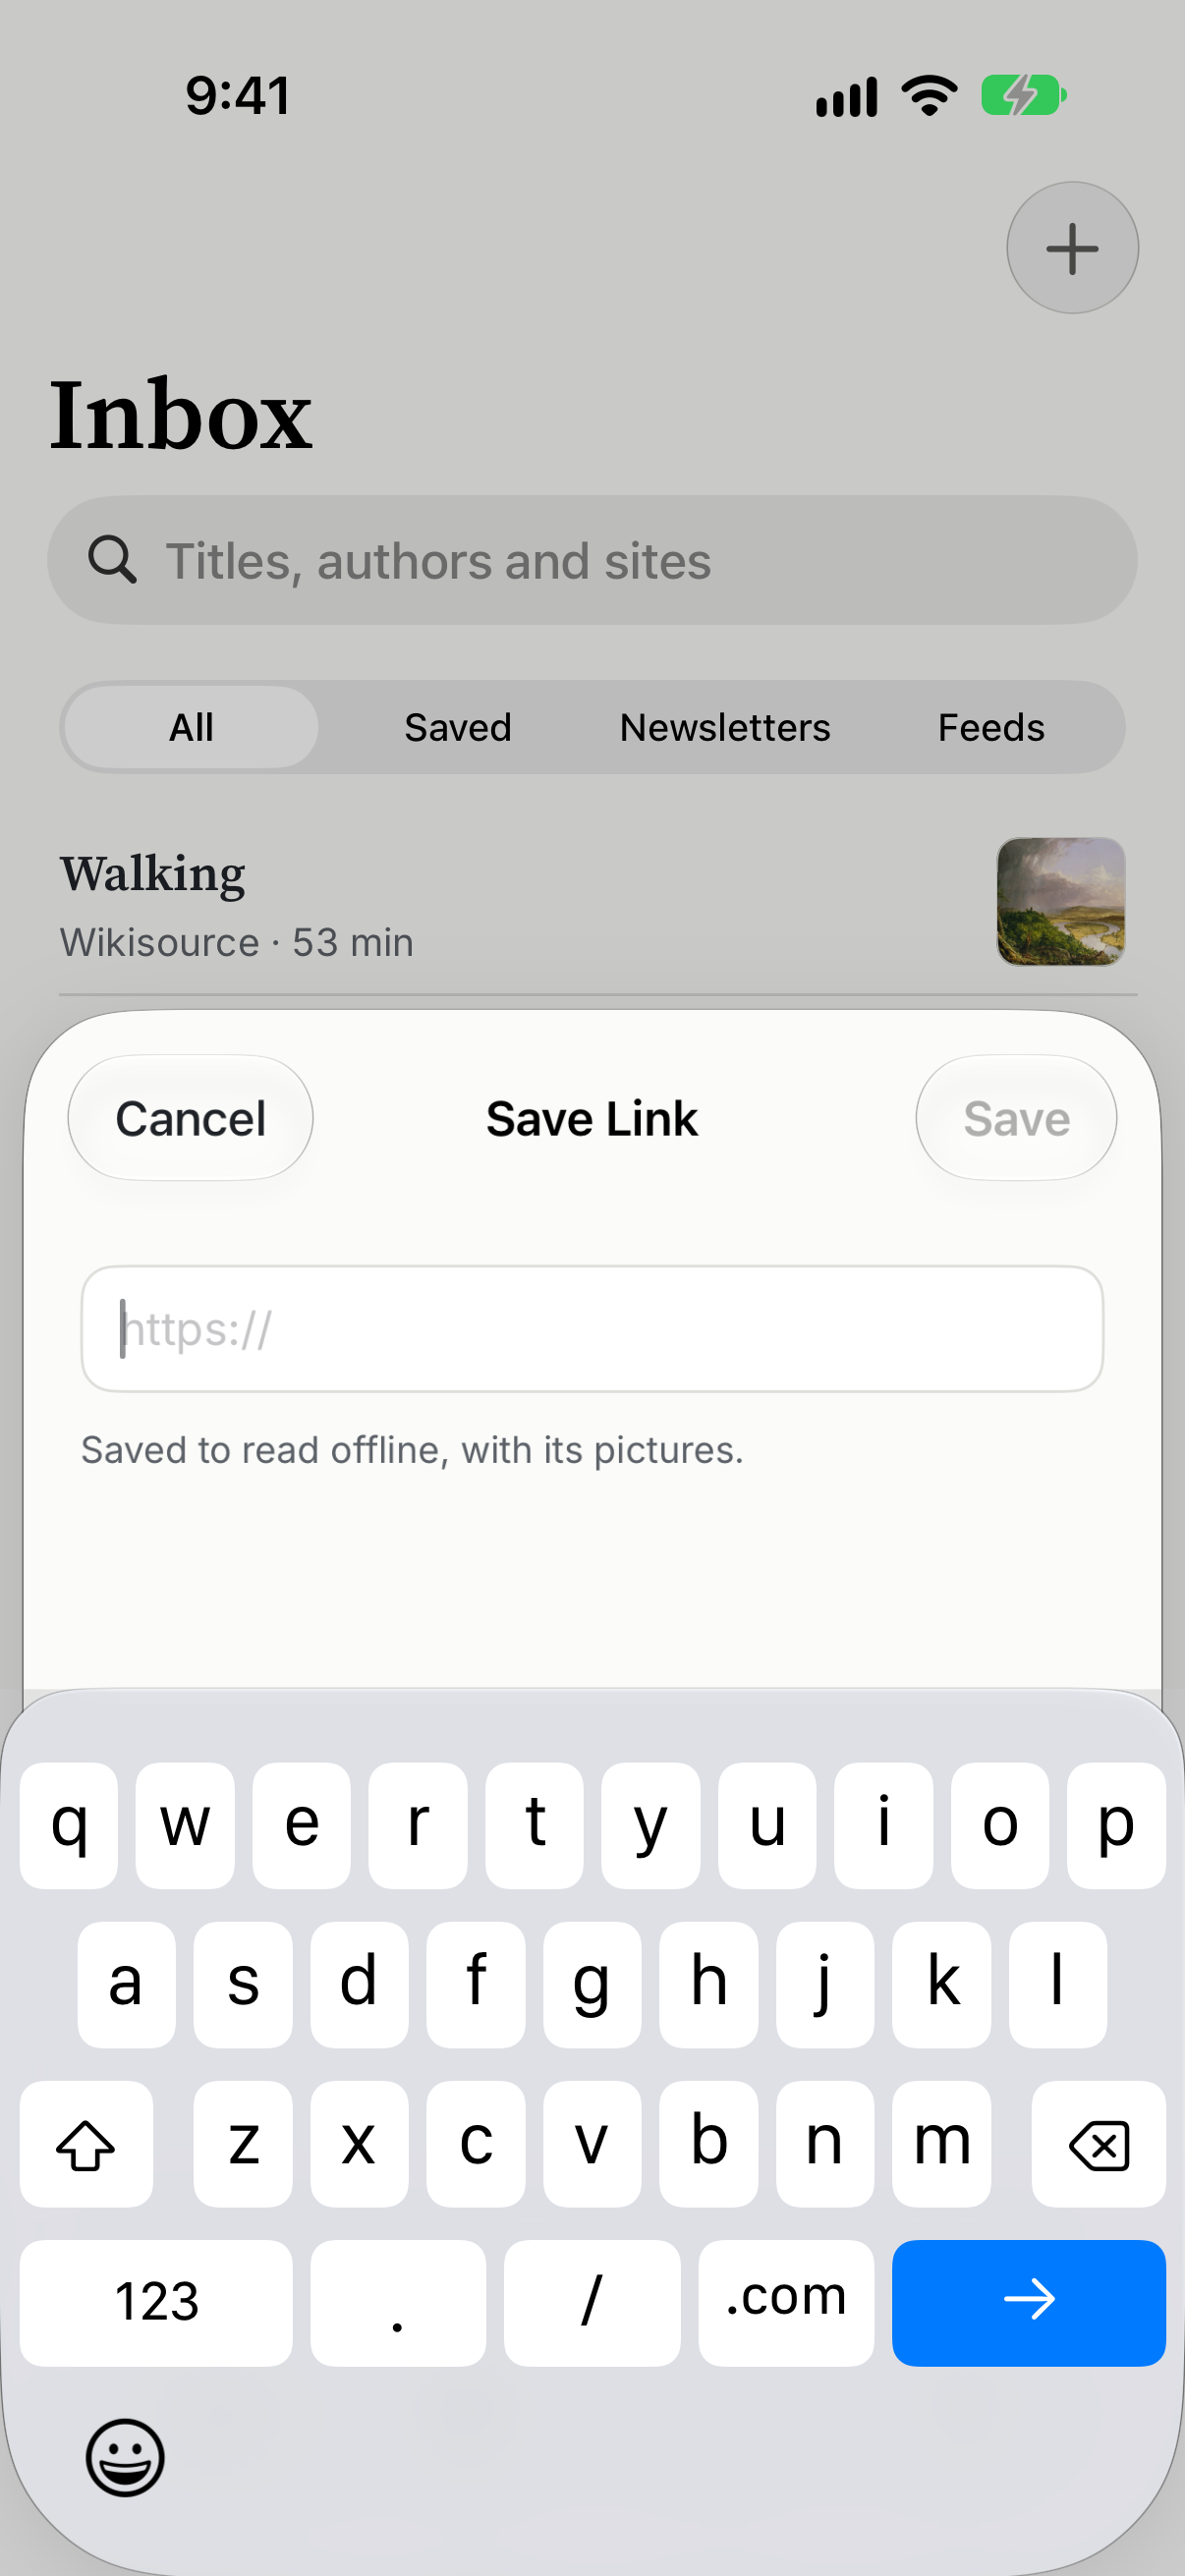 9:41
Inbox
Titles, authors and sites
All Saved Newsletters Feeds
Walking
Wikisource · 53 min
Cancel Save Link Save
https://
Saved to read offline, with its pictures.
q w e r t y u i o p
a s d f g h j k l
z x c v b n m
123 . / .com